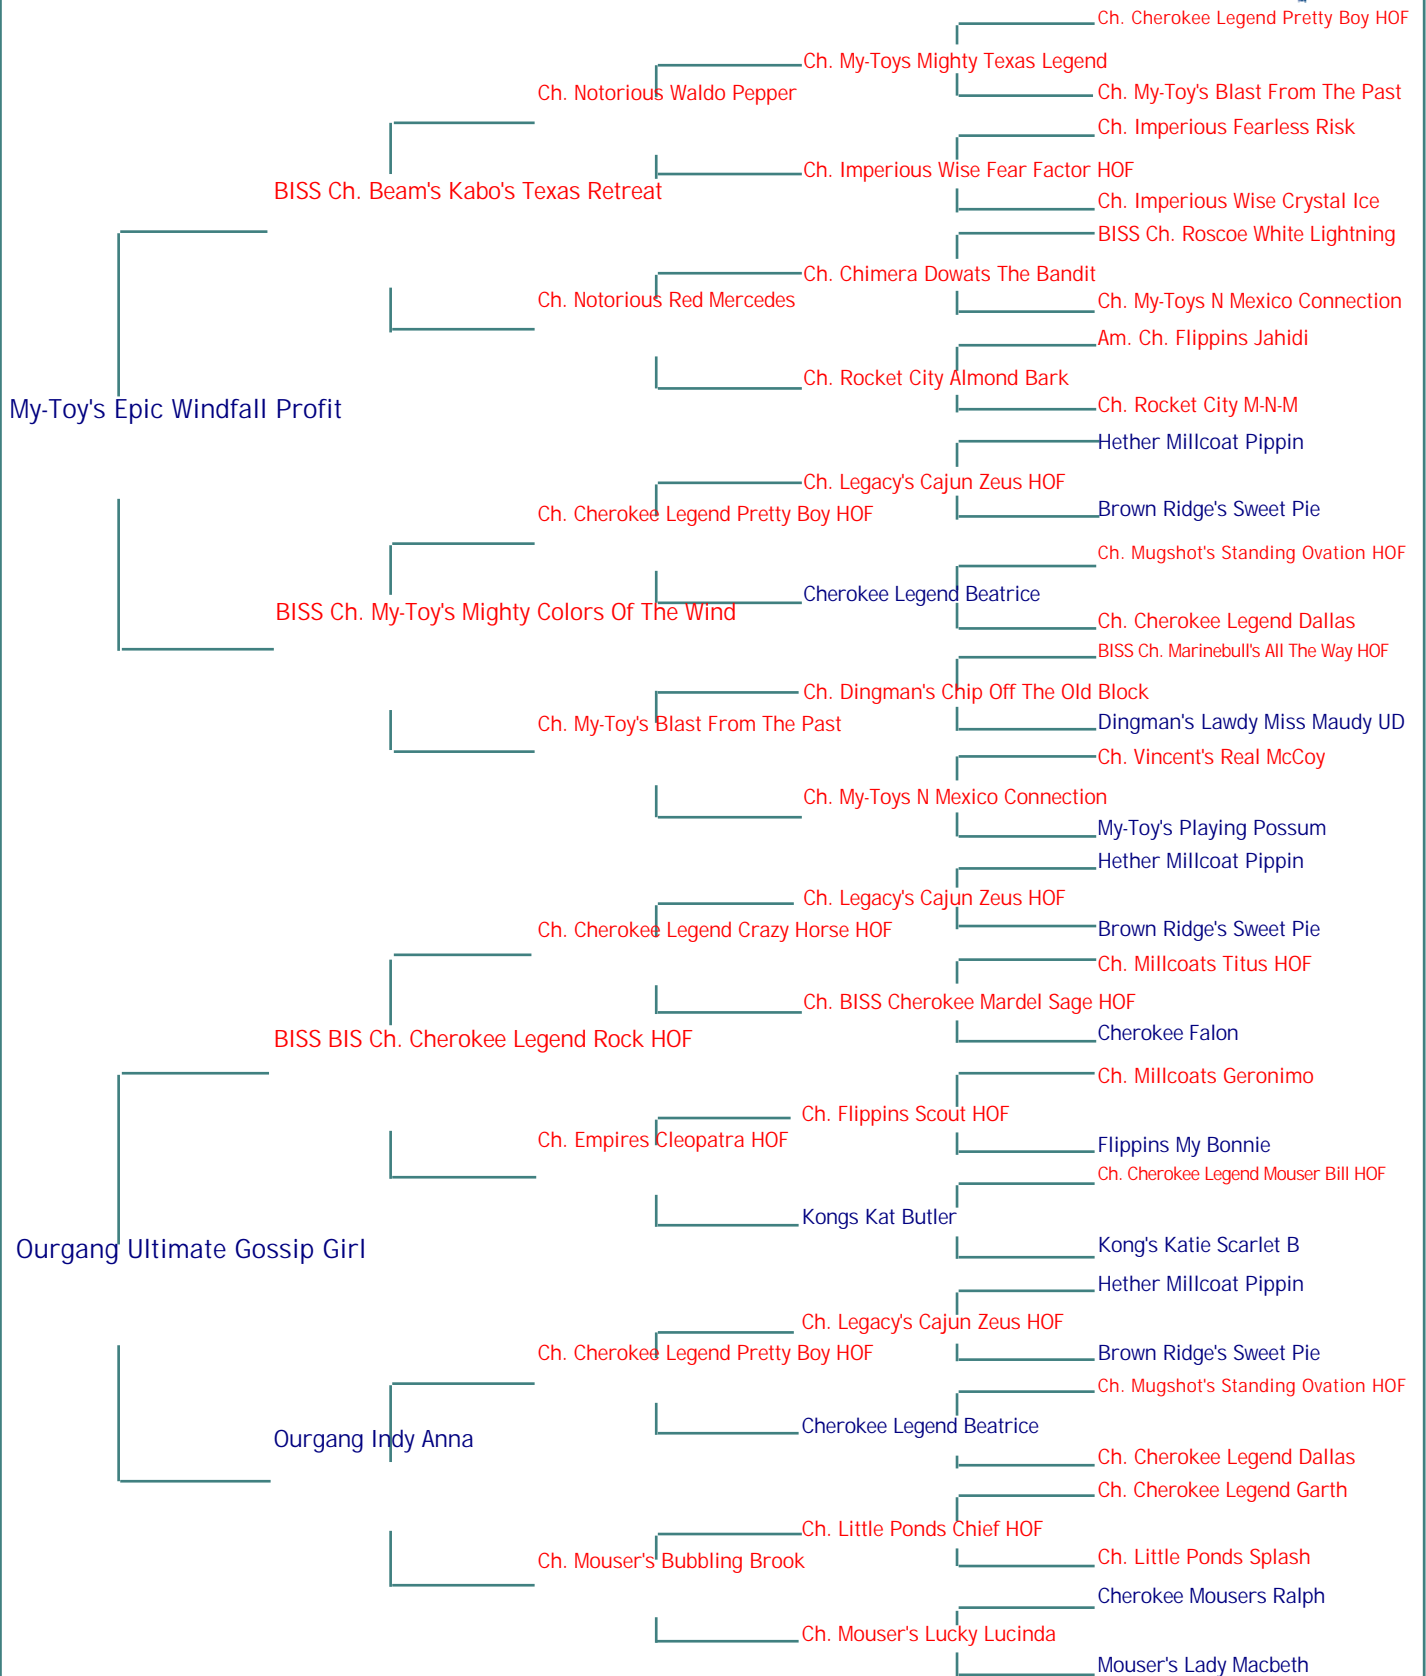 Ch. Cherokee Legend Pretty Boy HOF
Ch. My-Toys Mighty Texas Legend
Ch. Notorious Waldo Pepper
Ch. My-Toy's Blast From The Past
Ch. Imperious Fearless Risk
Ch. Imperious Wise Fear Factor HOF
BISS Ch. Beam's Kabo's Texas Retreat
Ch. Imperious Wise Crystal Ice
BISS Ch. Roscoe White Lightning
Ch. Chimera Dowats The Bandit
Ch. Notorious Red Mercedes
Ch. My-Toys N Mexico Connection
Am. Ch. Flippins Jahidi
Ch. Rocket City Almond Bark
Ch. Rocket City M-N-M
My-Toy's Epic Windfall Profit
Hether Millcoat Pippin
Ch. Legacy's Cajun Zeus HOF
Ch. Cherokee Legend Pretty Boy HOF
Brown Ridge's Sweet Pie
Ch. Mugshot's Standing Ovation HOF
Cherokee Legend Beatrice
BISS Ch. My-Toy's Mighty Colors Of The Wind
Ch. Cherokee Legend Dallas
BISS Ch. Marinebull's All The Way HOF
Ch. Dingman's Chip Off The Old Block
Ch. My-Toy's Blast From The Past
Dingman's Lawdy Miss Maudy UD
Ch. Vincent's Real McCoy
Ch. My-Toys N Mexico Connection
My-Toy's Playing Possum
Hether Millcoat Pippin
Ch. Legacy's Cajun Zeus HOF
Ch. Cherokee Legend Crazy Horse HOF
Brown Ridge's Sweet Pie
Ch. Millcoats Titus HOF
Ch. BISS Cherokee Mardel Sage HOF
BISS BIS Ch. Cherokee Legend Rock HOF
Cherokee Falon
Ch. Millcoats Geronimo
Ch. Flippins Scout HOF
Ch. Empires Cleopatra HOF
Flippins My Bonnie
Ch. Cherokee Legend Mouser Bill HOF
Kongs Kat Butler
Kong's Katie Scarlet B
Ourgang Ultimate Gossip Girl
Hether Millcoat Pippin
Ch. Legacy's Cajun Zeus HOF
Ch. Cherokee Legend Pretty Boy HOF
Brown Ridge's Sweet Pie
Ch. Mugshot's Standing Ovation HOF
Cherokee Legend Beatrice
Ourgang Indy Anna
Ch. Cherokee Legend Dallas
Ch. Cherokee Legend Garth
Ch. Little Ponds Chief HOF
Ch. Mouser's Bubbling Brook
Ch. Little Ponds Splash
Cherokee Mousers Ralph
Ch. Mouser's Lucky Lucinda
Mouser's Lady Macbeth